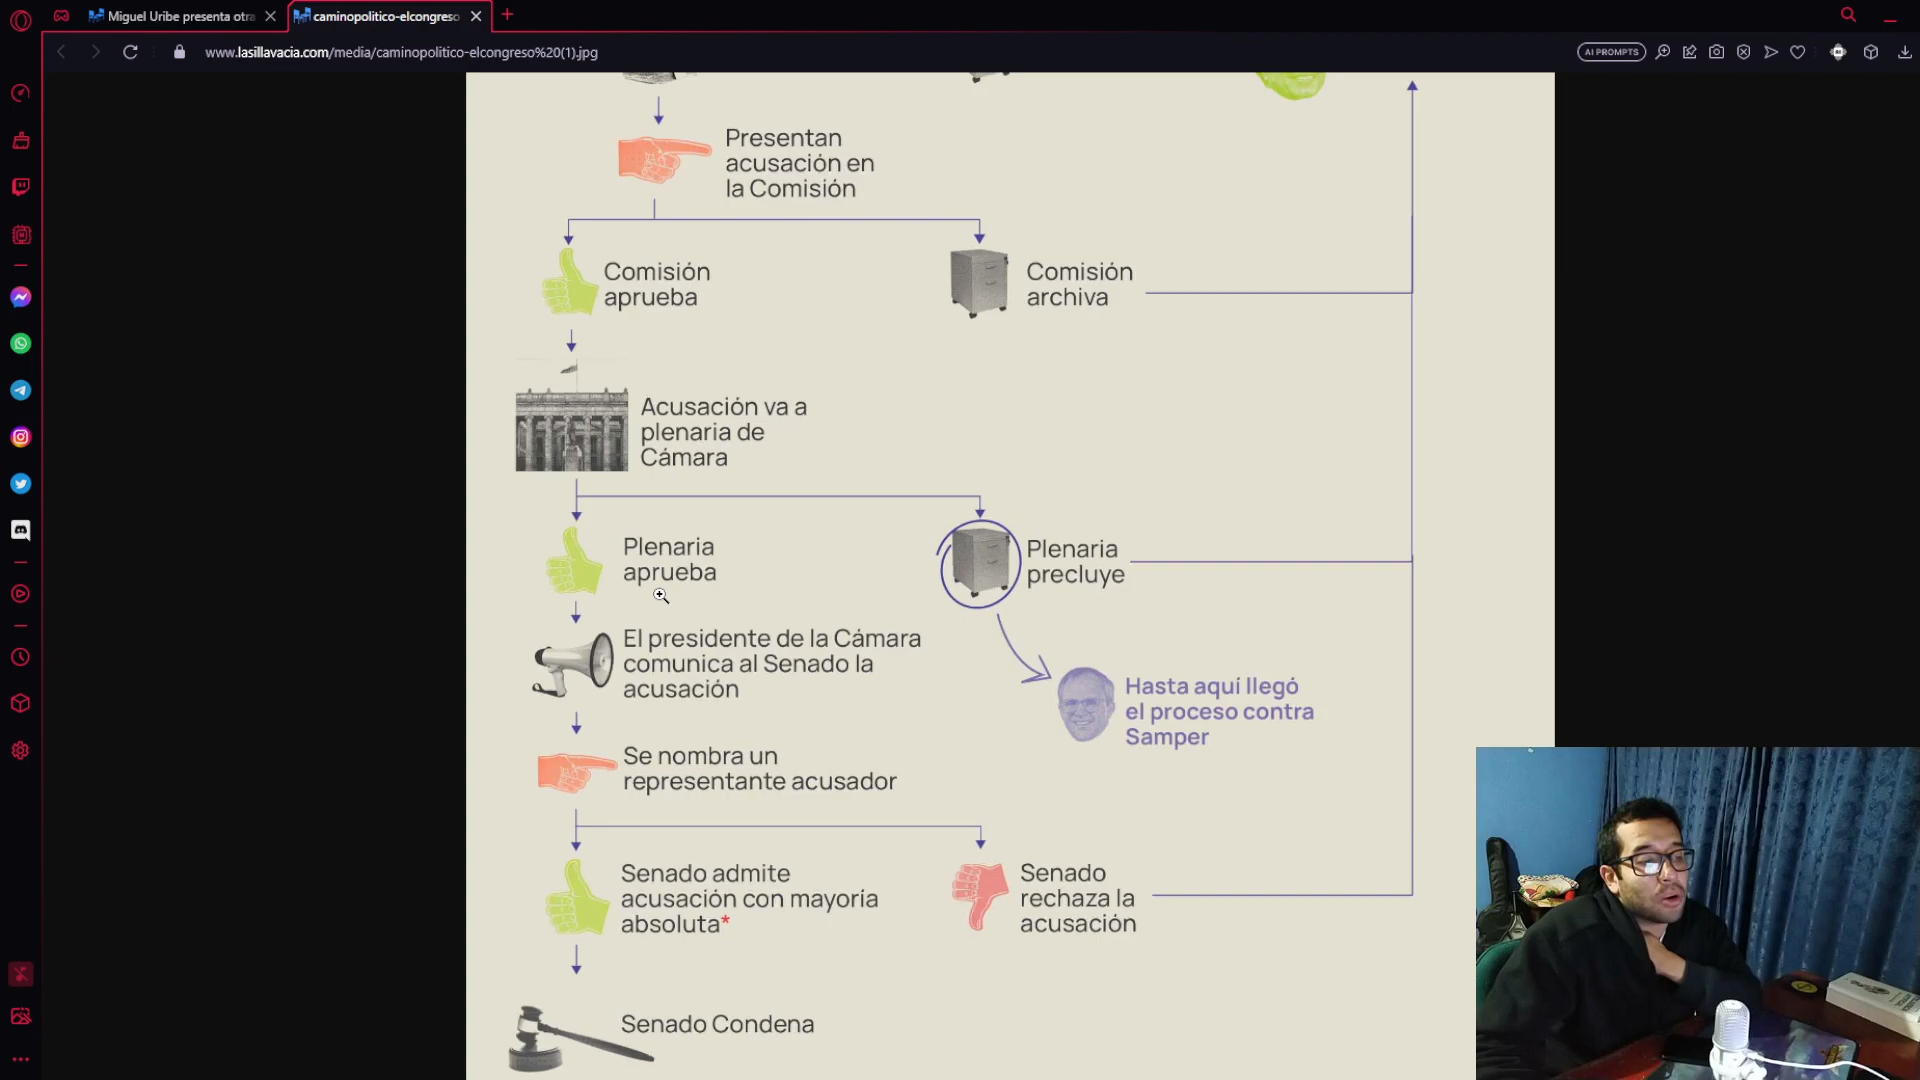 Miguel Uribe presenta otra
caminopolitico-elcongreso
www.lasillavacia.com/media/caminopolitico-elcongreso%20(1).jpg
AI PROMPTS
Presentan
acusación en
la Comisión
Comisión
aprueba
Comisión
archiva
Acusación va a
plenaria de
Cámara
Plenaria
aprueba
Plenaria
precluye
El presidente de la Cámara
comunica al Senado la
acusación
Hasta aquí llegó
el proceso contra
Samper
Se nombra un
representante acusador
Senado admite
acusación con mayoría
absoluta*
Senado
rechaza la
acusación
Senado Condena